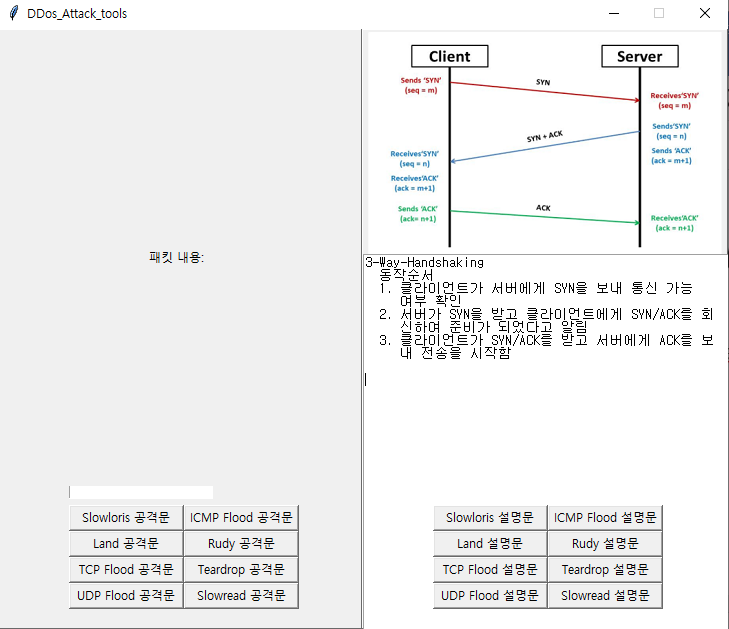 DDos_Attack_tools
Client
Server
Sends ‘SYN’
(seq = m)
SYN
Receives‘SYN’
(seq = m)
Sends‘SYN’
(seq = n)
SYN + ACK
Sends ‘ACK’
(ack = m+1)
Receives‘SYN’
(seq = n)
Receives‘ACK’
(ack = m+1)
Sends ‘ACK’
(ack= n+1)
ACK
Receives‘ACK’
(ack = n+1)
패킷 내용:
3-Way-Handshaking
동작순서
1. 클라이언트가 서버에게 SYN을 보내 통신 가능
여부 확인
2. 서버가 SYN을 받고 클라이언트에게 SYN/ACK를 회
신하여 준비가 되었다고 알림
3. 클라이언트가 SYN/ACK를 받고 서버에게 ACK를 보
내 전송을 시작함
Slowloris 공격문
ICMP Flood 공격문
Land 공격문
Rudy 공격문
TCP Flood 공격문
Teardrop 공격문
UDP Flood 공격문
Slowread 공격문
Slowloris 설명문
ICMP Flood 설명문
Land 설명문
Rudy 설명문
TCP Flood 설명문
Teardrop 설명문
UDP Flood 설명문
Slowread 설명문